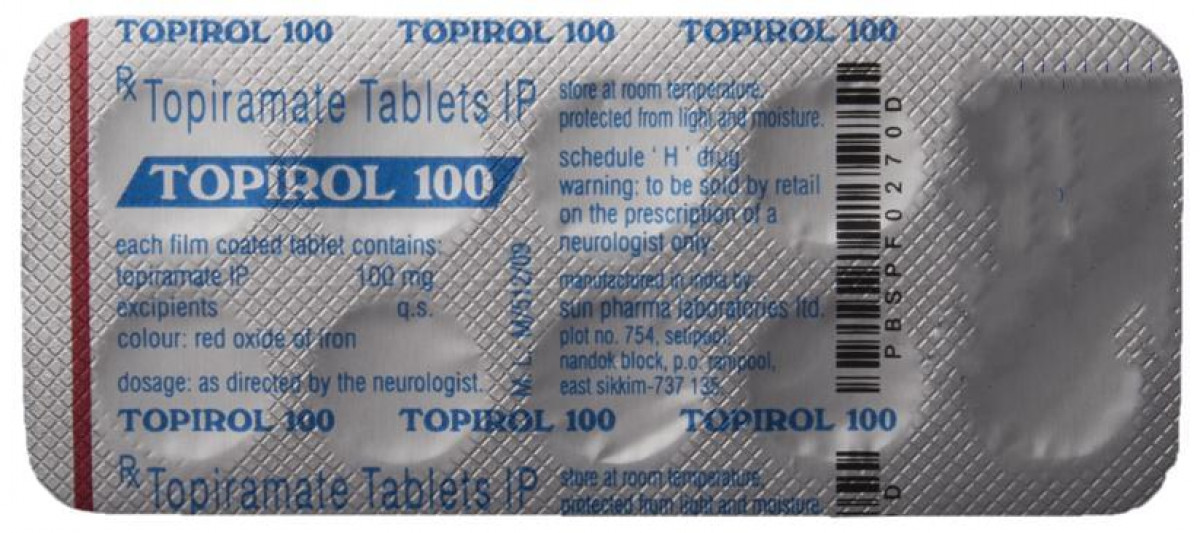 TOPIROL 100 TOPIROL 100 TOPIROL 100
Rx Topiramate Tablets IP
TOPIROL 100
each film coated tablet contains:
topiramate IP 100 mg
excipients q.s.
colour: red oxide of iron
dosage: as directed by the neurologist.
M. L. M/512/09
store at room temperature,
protected from light and moisture.
schedule ' H ' drug
warning: to be sold by retail
on the prescription of a
neurologist only.
manufactured in india by:
sun pharma laboratories ltd.
plot no. 754, setipool,
nandok block, p.o. ranipool,
east sikkim-737 135.
PBSPF0270D
TOPIROL 100 TOPIROL 100 TOPIROL 100
Rx Topiramate Tablets IP
store at room temperature,
protected from light and moisture.
D